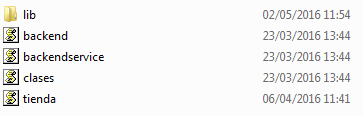 lib 02/05/2016 11:54
backend 23/03/2016 13:44
backendservice 23/03/2016 13:44
clases 23/03/2016 13:44
tienda 06/04/2016 11:41